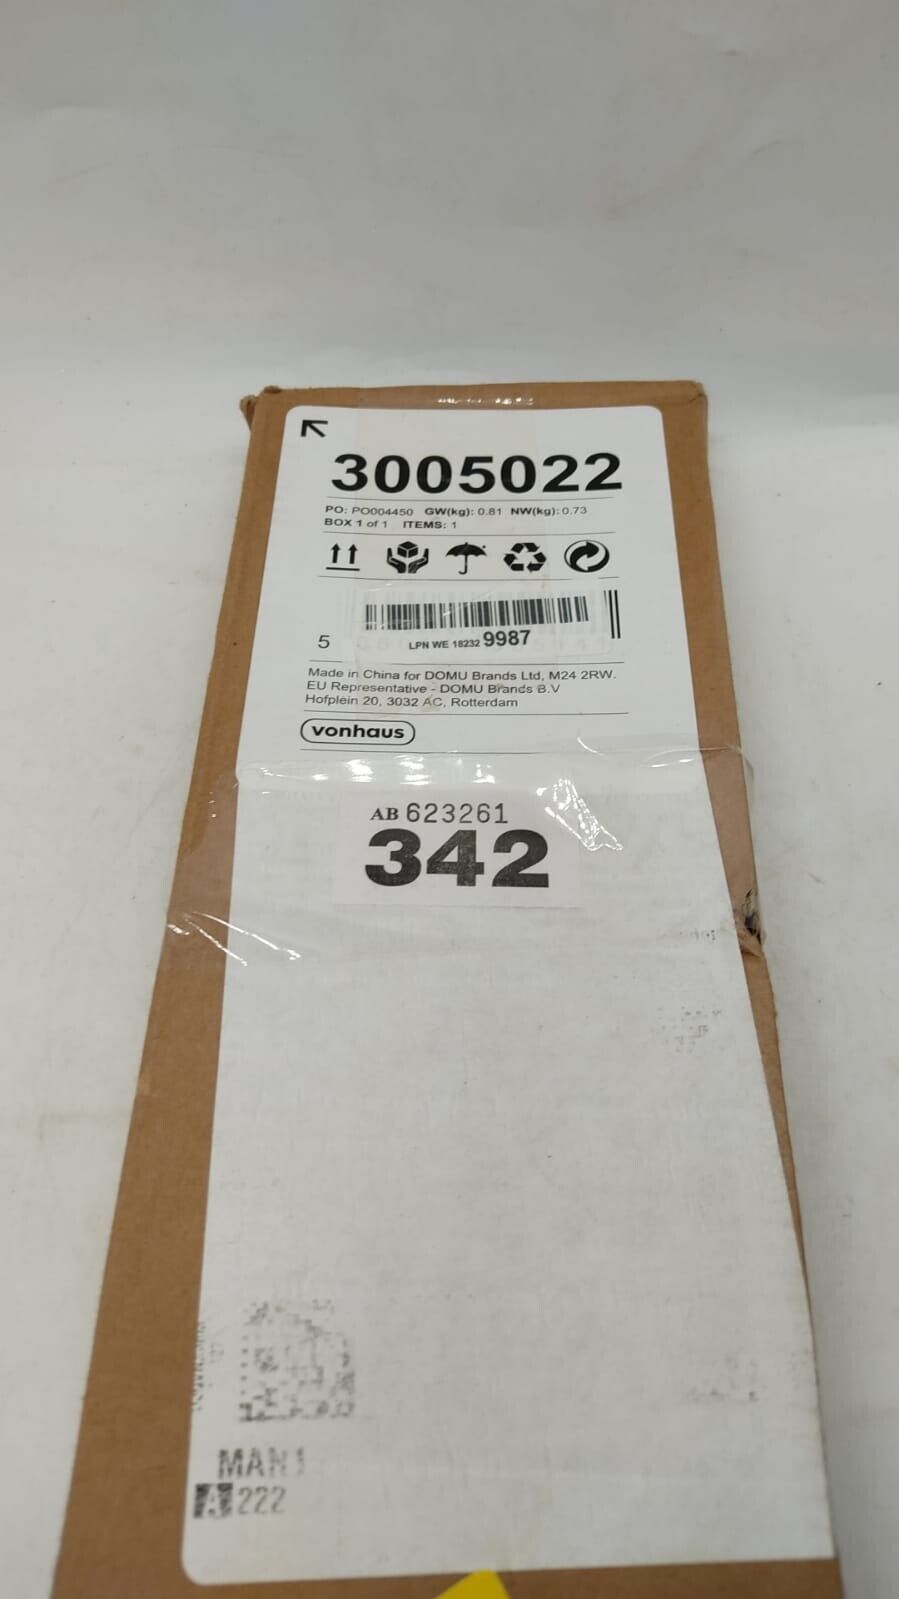 3005022
PO: PO004450 GW(kg): 0.81 NW(kg): 0.73
BOX 1 of 1 ITEMS: 1
5
LPN WE 18232 9987
Made in China for DOMU Brands Ltd, M24 2RW.
EU Representative - DOMU Brands B.V
Hofplein 20, 3032 AC, Rotterdam
vonhaus
AB 623261
342
MAN1
A 222